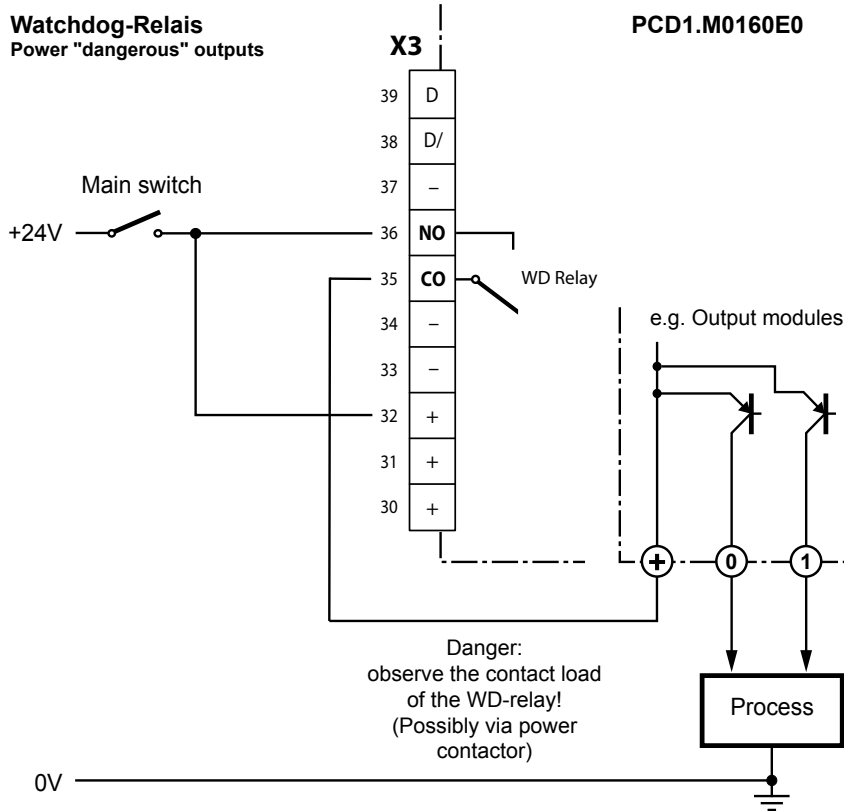 Watchdog-Relais
Power "dangerous" outputs
PCD1.M0160E0
X3
39 D
38 D/
37 –
Main switch
+24V
36 NO
35 CO
WD Relay
34 –
e.g. Output modules
33 –
32 +
31 +
30 +
+ 0 1
Danger:
observe the contact load
of the WD-relay!
(Possibly via power
contactor)
Process
0V